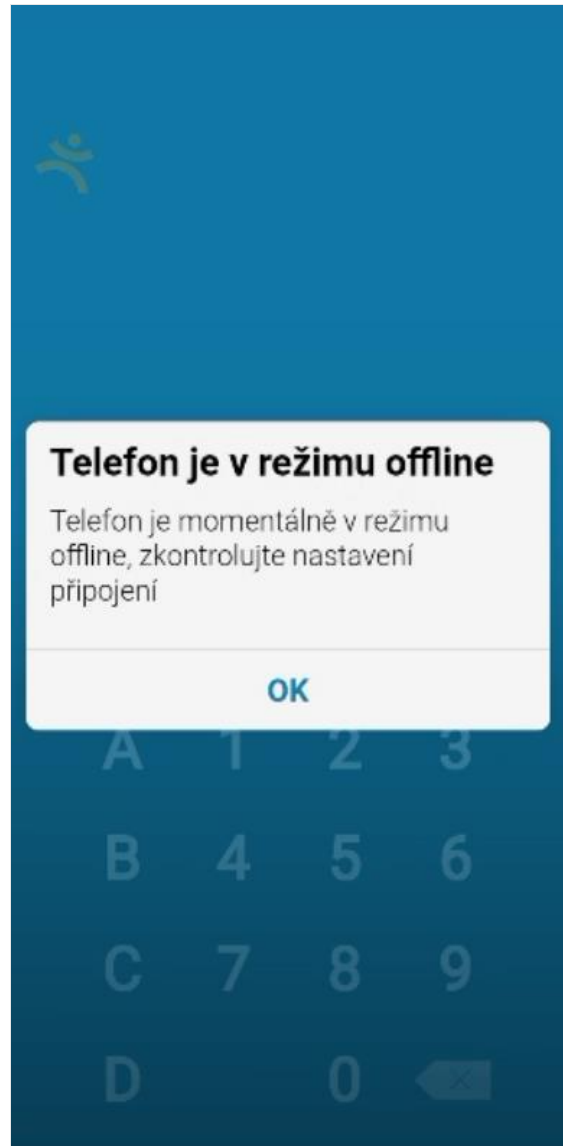 Telefon je v režimu offline
Telefon je momentálně v režimu
offline, zkontrolujte nastavení
připojení
OK
A 1 2 3
B 4 5 6
C 7 8 9
D 0